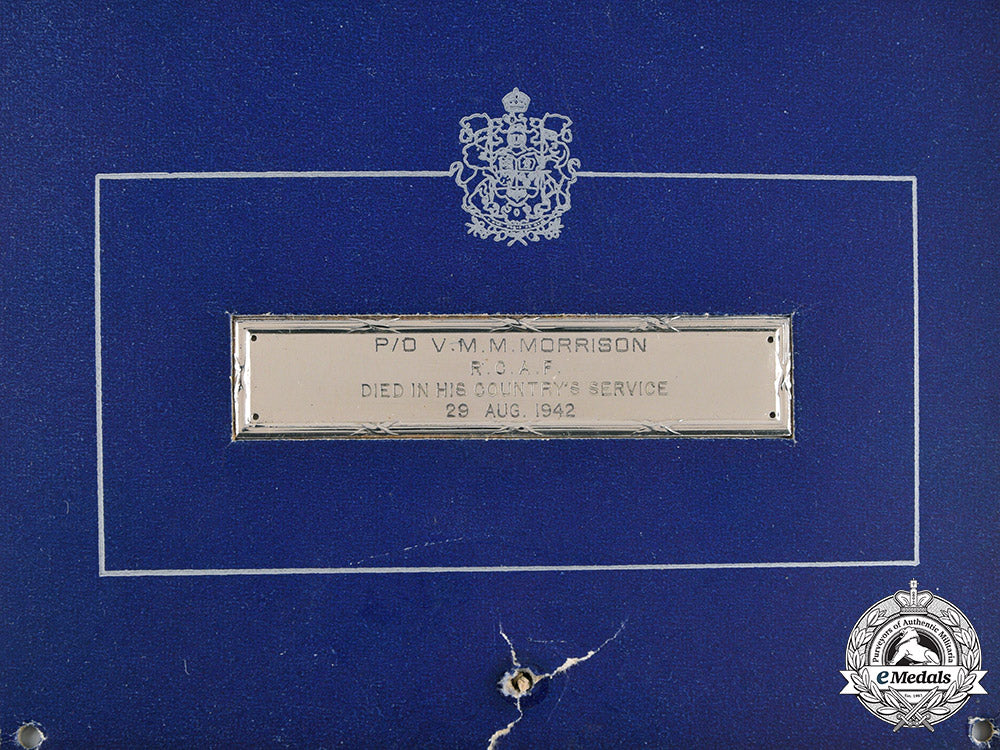 P/O V.M.M.MORRISON
R.C.A.F.
DIED IN HIS COUNTRY'S SERVICE
29 AUG. 1942
Purveyors of Authentic Militaria
eMedals